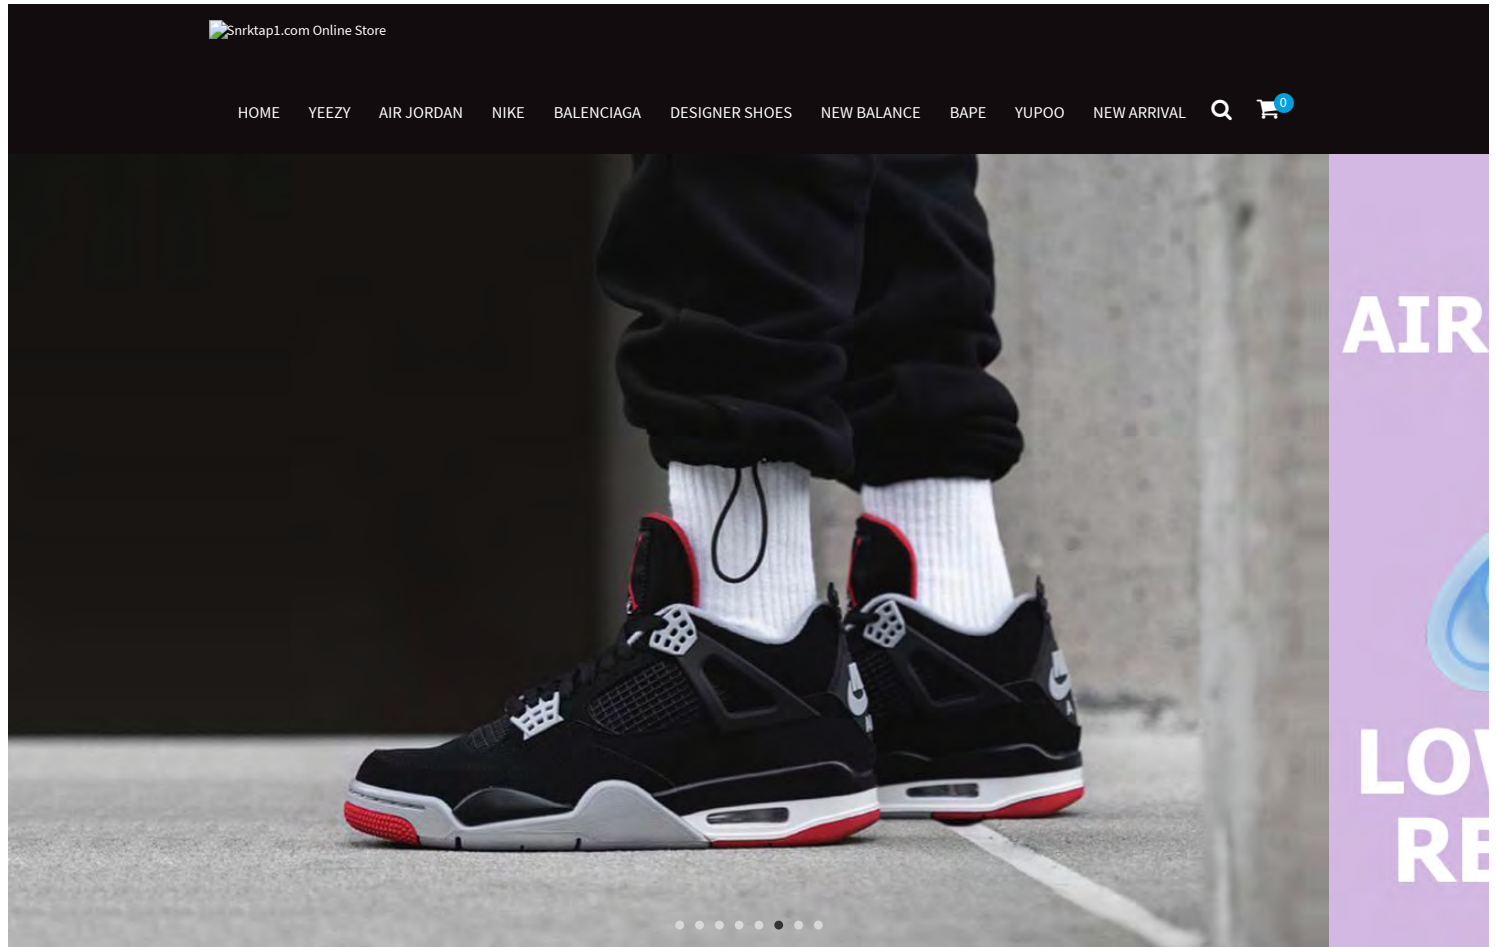 Snrktap1.com Online Store
HOME YEEZY AIR JORDAN NIKE BALENCIAGA DESIGNER SHOES NEW BALANCE BAPE YUPOO NEW ARRIVAL 0
AIR
LOW
RE